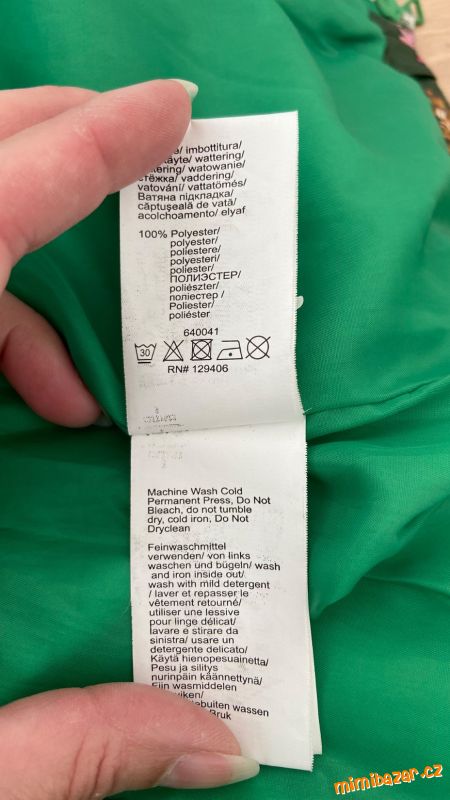 imbottitura/
wattering/
watowanie/
vaddering/
vatování/ vattatömés/
Ватяна підкладка/
căptuşeală de vată/
acolchoamento/ elyaf
100% Polyester/
polyester/
poliestere/
polyesteri/
poliester/
ПОЛИЭСТЕР/
poliészter/
поліестер /
Poliester/
poliéster
640041
30
RN# 129406
Machine Wash Cold
Permanent Press, Do Not
Bleach, do not tumble
dry, cold iron, Do Not
Dryclean
Feinwaschmittel
verwenden/ von links
waschen und bügeln/ wash
and iron inside out/
wash with mild detergent
/ laver et repasser le
vêtement retourné/
utiliser une lessive
pour linge délicat/
lavare e stirare da
sinistra/ usare un
detergente delicato/
Käytä hienopesuainetta/
Pesu ja silitys
nurinpäin käännettynä/
Fijn wasmiddelen
wassen
mimibazar.cz